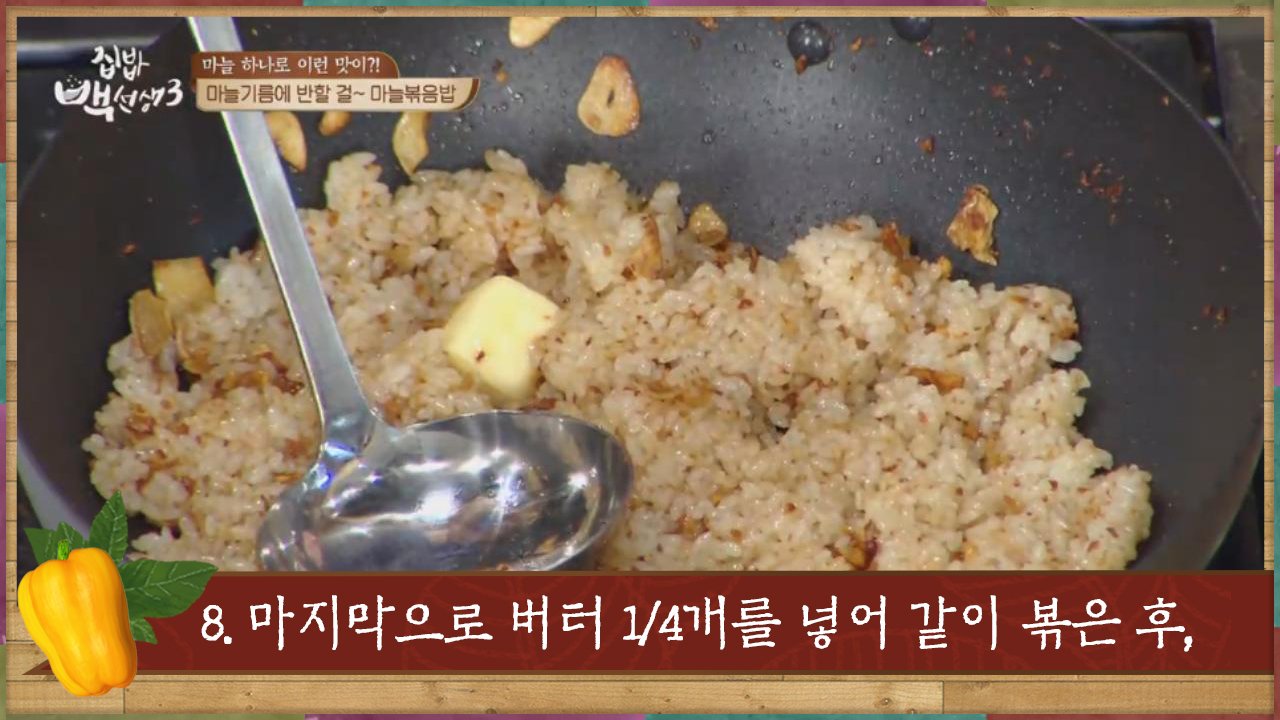 집밥
백선생3
마늘 하나로 이런 맛이?!
마늘기름에 반할 걸~ 마늘볶음밥
8. 마지막으로 버터 1/4개를 넣어 같이 볶은 후,